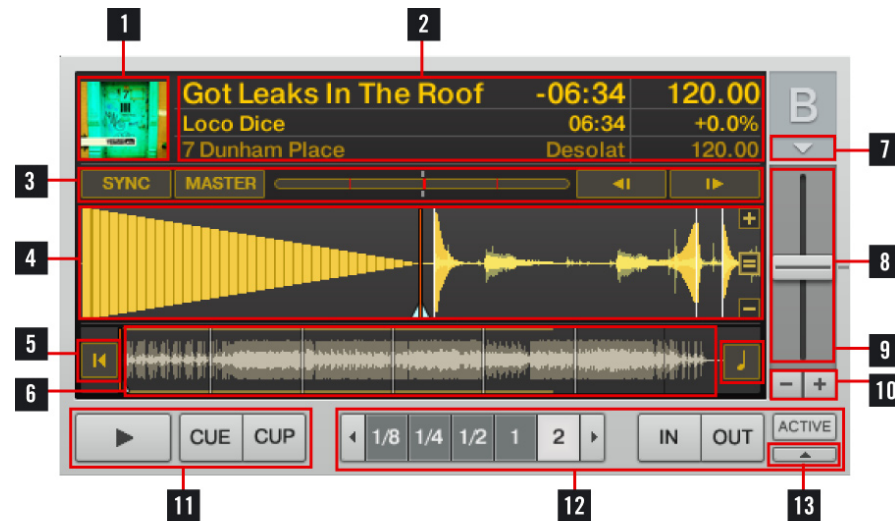 1 2
Got Leaks In The Roof -06:34 120.00
Loco Dice 06:34 +0.0%
7 Dunham Place Desolat 120.00
B
7
3 SYNC MASTER
4 + = −
8
5
9
6
− + 10
CUE CUP 1/8 1/4 1/2 1 2 IN OUT ACTIVE
11 12 13